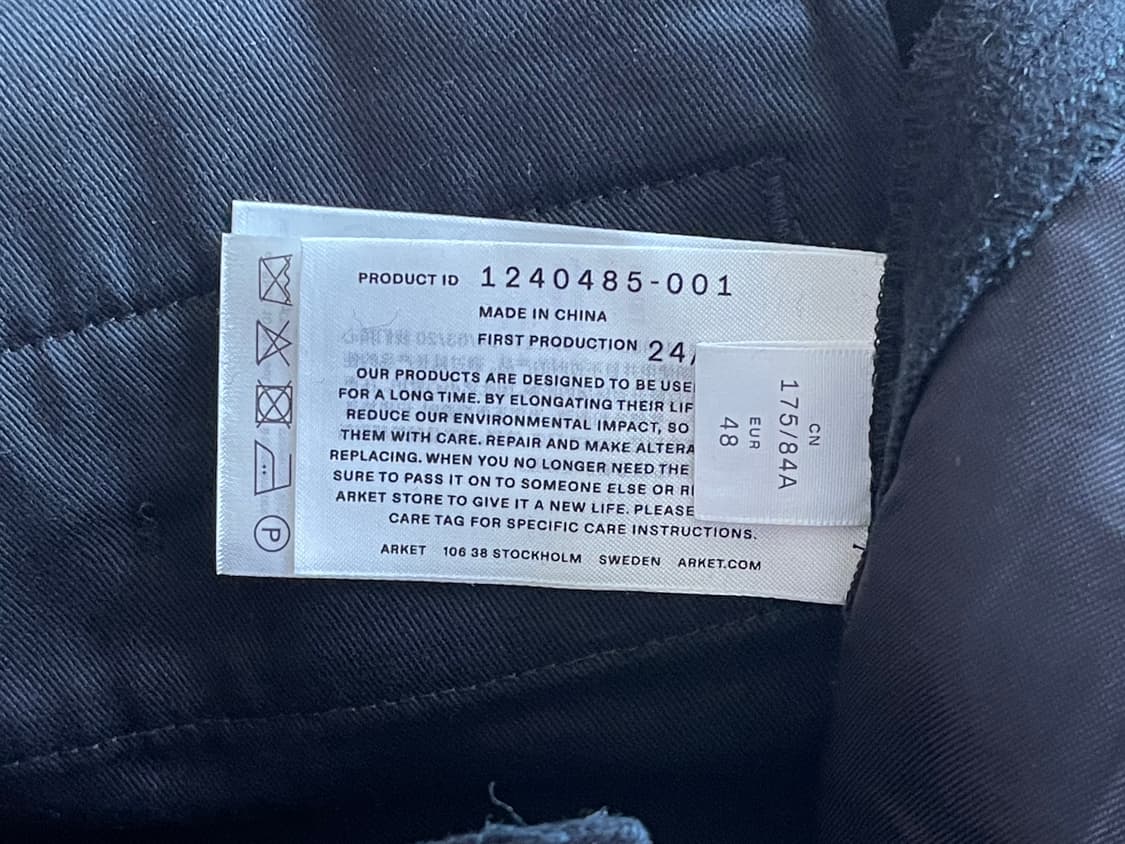 PRODUCT ID 1240485-001
MADE IN CHINA
FIRST PRODUCTION 24/
OUR PRODUCTS ARE DESIGNED TO BE USE
FOR A LONG TIME. BY ELONGATING THEIR LIF
REDUCE OUR ENVIRONMENTAL IMPACT, SO
THEM WITH CARE. REPAIR AND MAKE ALTERA
REPLACING. WHEN YOU NO LONGER NEED THE
SURE TO PASS IT ON TO SOMEONE ELSE OR R
ARKET STORE TO GIVE IT A NEW LIFE. PLEASE
CARE TAG FOR SPECIFIC CARE INSTRUCTIONS.
ARKET 106 38 STOCKHOLM SWEDEN ARKET.COM
P
CN
175/84A
EUR
48